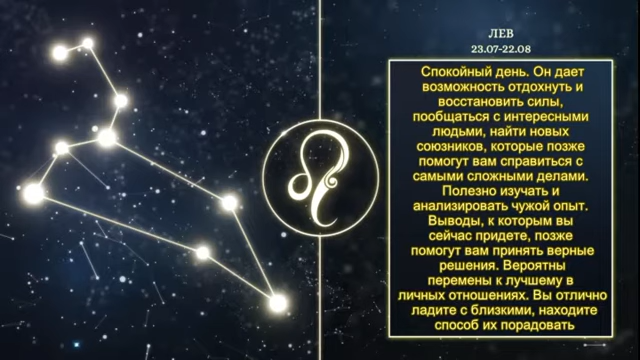 ЛЕВ
23.07-22.08
Спокойный день. Он дает
возможность отдохнуть и
восстановить силы,
пообщаться с интересными
людьми, найти новых
союзников, которые позже
помогут вам справиться с
самыми сложными делами.
Полезно изучать и
анализировать чужой опыт.
Выводы, к которым вы
сейчас придете, позже
помогут вам принять верные
решения. Вероятны
перемены к лучшему в
личных отношениях. Вы отлично
ладите с близкими, находите
способ их порадовать